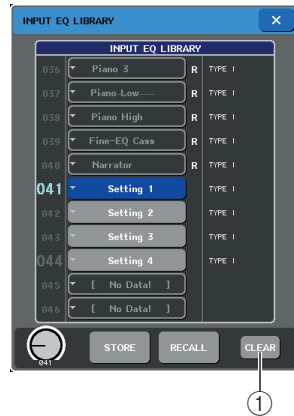 INPUT EQ LIBRARY ×
INPUT EQ LIBRARY
036 Piano 3 R TYPE I
037 Piano Low R TYPE I
038 Piano High R TYPE I
039 Fine-EQ Cass R TYPE I
040 Narrator R TYPE I
041 Setting 1 TYPE I
042 Setting 2 TYPE I
043 Setting 3 TYPE I
044 Setting 4 TYPE I
045 [ No Data! ]
046 [ No Data! ]
041 STORE RECALL CLEAR
1